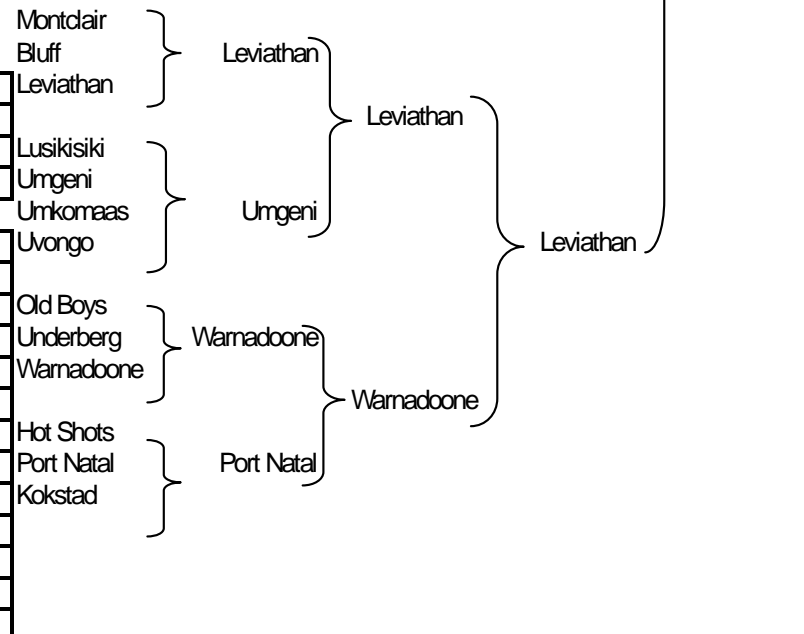 Montclair
Bluff
Leviathan
Leviathan
Leviathan
Lusikisiki
Umgeni
Umkomaas
Umgeni
Uvongo
Leviathan
Old Boys
Underberg
Warnadoone
Warnadoone
Warnadoone
Hot Shots
Port Natal
Port Natal
Kokstad